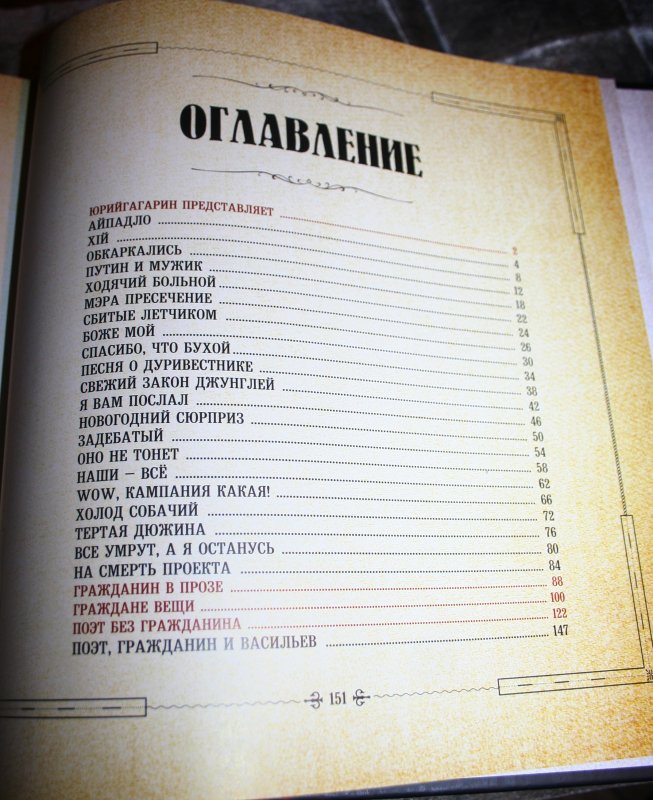 ОГЛАВЛЕНИЕ
ЮРИЙГАГАРИН ПРЕДСТАВЛЯЕТ 2
АЙПАДЛО 4
ХІЙ 8
ОБКАРКАЛИСЬ 12
ПУТИН И МУЖИК 18
ХОДЯЧИЙ БОЛЬНОЙ 22
МЭРА ПРЕСЕЧЕНИЕ 24
СБИТЫЕ ЛЕТЧИКОМ 26
БОЖЕ МОЙ 30
СПАСИБО, ЧТО БУХОЙ 34
ПЕСНЯ О ДУРИВЕСТНИКЕ 38
СВЕЖИЙ ЗАКОН ДЖУНГЛЕЙ 42
Я ВАМ ПОСЛАЛ 46
НОВОГОДНИЙ СЮРПРИЗ 50
ЗАДЕБАТЫЙ 54
ОНО НЕ ТОНЕТ 58
НАШИ – ВСЁ 62
WOW, КАМПАНИЯ КАКАЯ! 66
ХОЛОД СОБАЧИЙ 72
ТЕРТАЯ ДЮЖИНА 76
ВСЕ УМРУТ, А Я ОСТАНУСЬ 80
НА СМЕРТЬ ПРОЕКТА 84
ГРАЖДАНИН В ПРОЗЕ 88
ГРАЖДАНЕ ВЕЩИ 100
ПОЭТ БЕЗ ГРАЖДАНИНА 122
ПОЭТ, ГРАЖДАНИН И ВАСИЛЬЕВ 147
151